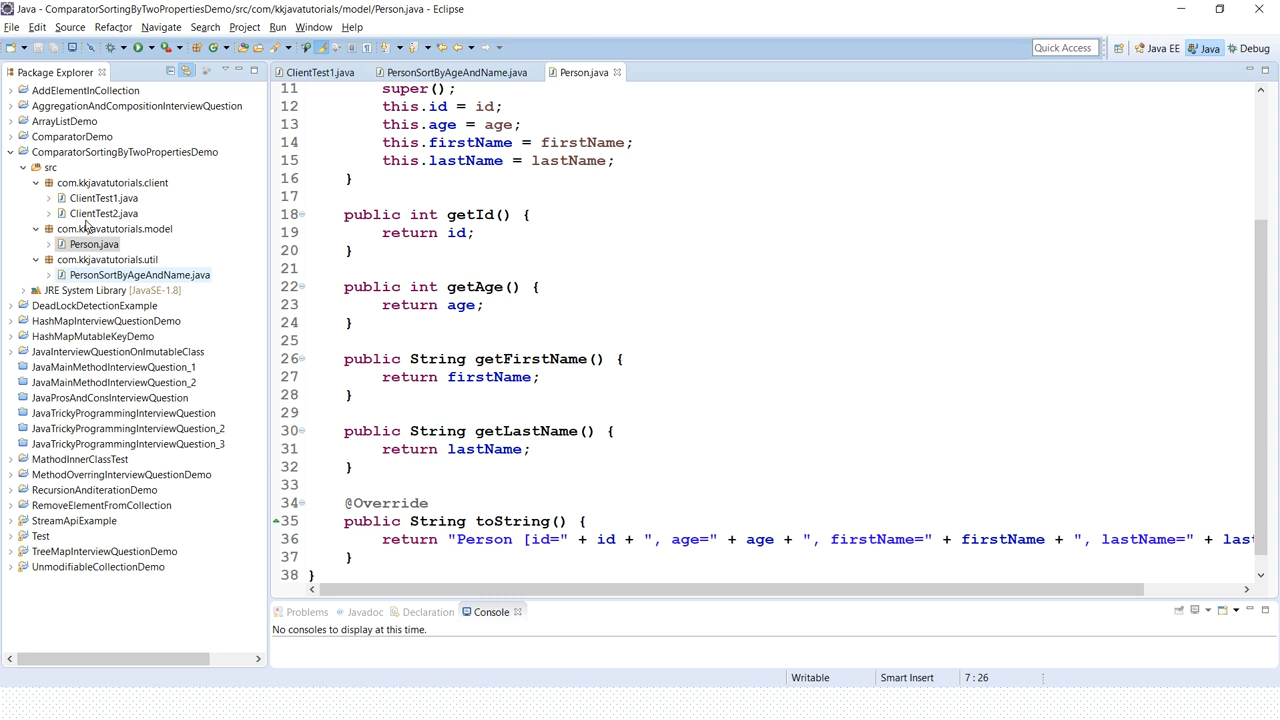 Java - ComparatorSortingByTwoPropertiesDemo/src/com/kkjavatutorials/model/Person.java - Eclipse
File Edit Source Refactor Navigate Search Project Run Window Help
Quick Access Java EE Java Debug
Package Explorer
AddElementInCollection
AggregationAndCompositionInterviewQuestion
ArrayListDemo
ComparatorDemo
ComparatorSortingByTwoPropertiesDemo
src
com.kkjavatutorials.client
ClientTest1.java
ClientTest2.java
com.kkjavatutorials.model
Person.java
com.kkjavatutorials.util
PersonSortByAgeAndName.java
JRE System Library [JavaSE-1.8]
DeadLockDetectionExample
HashMapInterviewQuestionDemo
HashMapMutableKeyDemo
JavaInterviewQuestionOnImutableClass
JavaMainMethodInterviewQuestion_1
JavaMainMethodInterviewQuestion_2
JavaProsAndConsInterviewQuestion
JavaTrickyProgrammingInterviewQuestion
JavaTrickyProgrammingInterviewQuestion_2
JavaTrickyProgrammingInterviewQuestion_3
MathodInnerClassTest
MethodOverringInterviewQuestionDemo
RecursionAnditerationDemo
RemoveElementFromCollection
StreamApiExample
Test
TreeMapInterviewQuestionDemo
UnmodifiableCollectionDemo
ClientTest1.java PersonSortByAgeAndName.java Person.java
11 super();
12 this.id = id;
13 this.age = age;
14 this.firstName = firstName;
15 this.lastName = lastName;
16 }
17
18 public int getId() {
19 return id;
20 }
21
22 public int getAge() {
23 return age;
24 }
25
26 public String getFirstName() {
27 return firstName;
28 }
29
30 public String getLastName() {
31 return lastName;
32 }
33
34 @Override
35 public String toString() {
36 return "Person [id=" + id + ", age=" + age + ", firstName=" + firstName + ", lastName=" + last
37 }
38 }
Problems Javadoc Declaration Console
No consoles to display at this time.
Writable Smart Insert 7 : 26